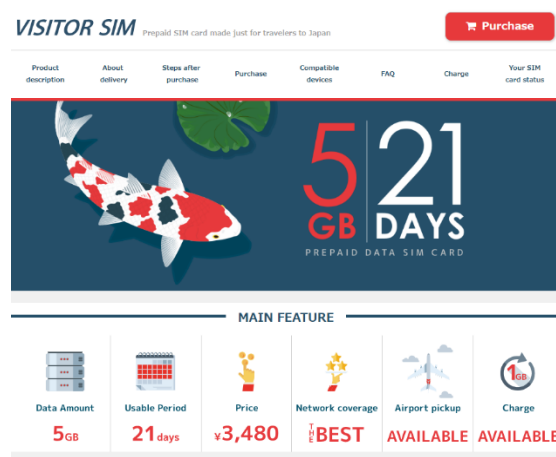 VISITOR SIM Prepaid SIM card made just for travelers to Japan
Purchase
Product description
About delivery
Steps after purchase
Purchase
Compatible devices
FAQ
Charge
Your SIM card status
5 GB
21 DAYS
PREPAID DATA SIM CARD
MAIN FEATURE
Data Amount
5GB
Usable Period
21 days
Price
¥3,480
Network coverage
THE BEST
Airport pickup
AVAILABLE
1GB
Charge
AVAILABLE